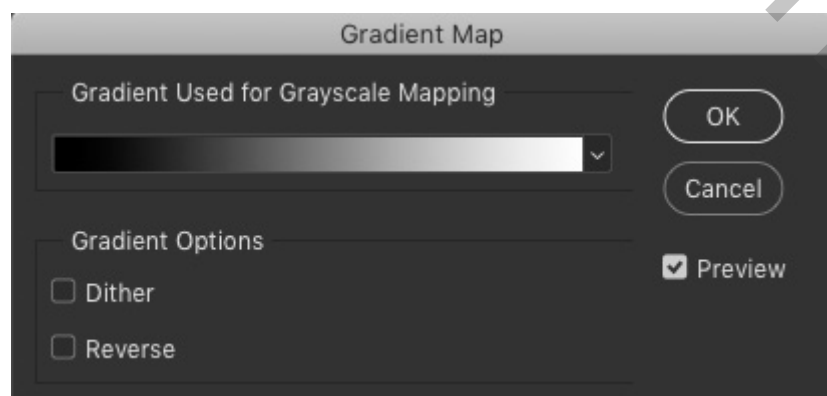 Gradient Map
Gradient Used for Grayscale Mapping
OK
Cancel
Gradient Options
Preview
Dither
Reverse